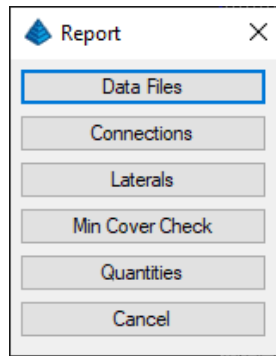 Report
Data Files
Connections
Laterals
Min Cover Check
Quantities
Cancel